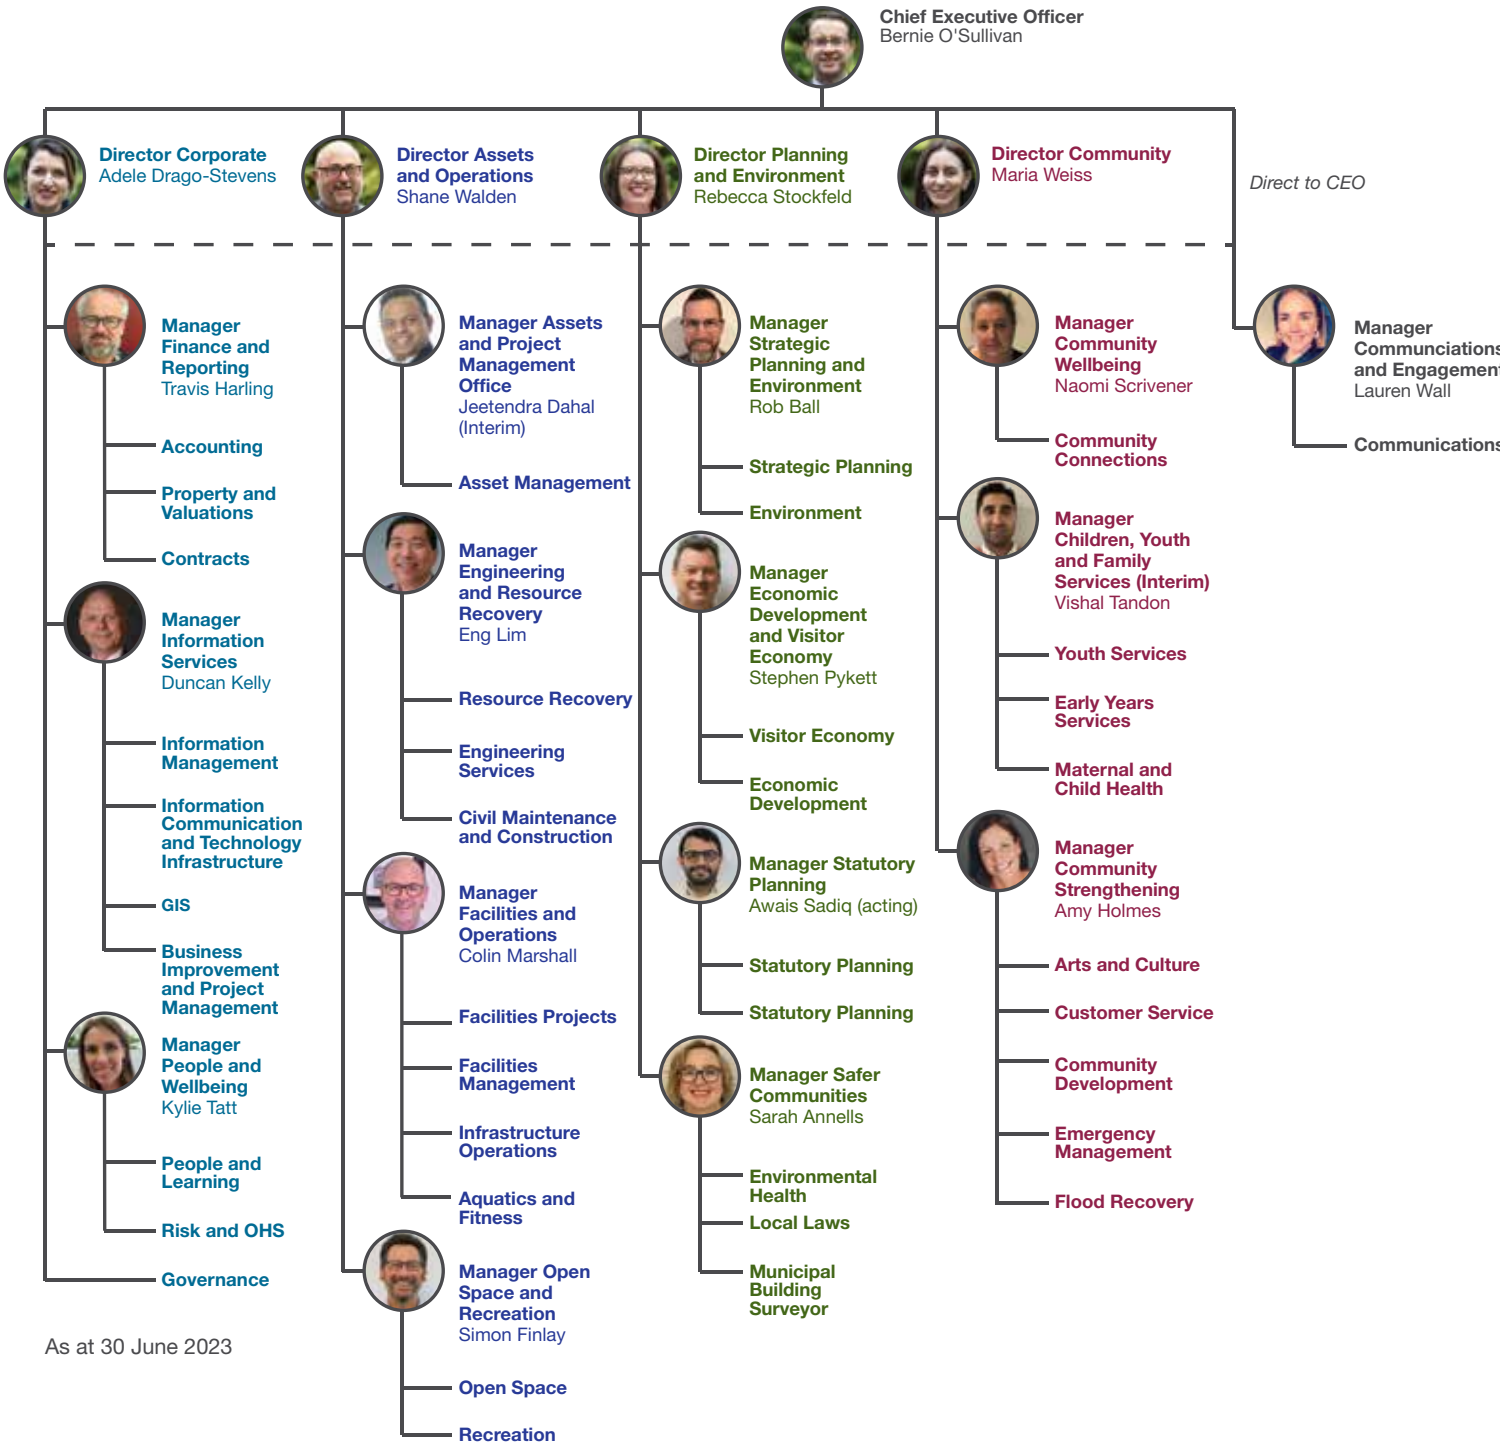 Chief Executive Officer
Bernie O'Sullivan
Director Corporate
Adele Drago-Stevens
Director Assets
and Operations
Shane Walden
Director Planning
and Environment
Rebecca Stockfeld
Director Community
Maria Weiss
Direct to CEO
Manager
Finance and
Reporting
Travis Harling
Accounting
Property and
Valuations
Contracts
Manager
Information
Services
Duncan Kelly
Information
Management
Information
Communication
and Technology
Infrastructure
GIS
Business
Improvement
and Project
Management
Manager
People and
Wellbeing
Kylie Tatt
People and
Learning
Risk and OHS
Governance
Manager Assets
and Project
Management
Office
Jeetendra Dahal
(Interim)
Asset Management
Manager
Engineering
and Resource
Recovery
Eng Lim
Resource Recovery
Engineering
Services
Civil Maintenance
and Construction
Manager
Facilities and
Operations
Colin Marshall
Facilities Projects
Facilities
Management
Infrastructure
Operations
Aquatics and
Fitness
Manager Open
Space and
Recreation
Simon Finlay
Open Space
Recreation
Manager
Strategic
Planning and
Environment
Rob Ball
Strategic Planning
Environment
Manager
Economic
Development
and Visitor
Economy
Stephen Pykett
Visitor Economy
Economic
Development
Manager Statutory
Planning
Awais Sadiq (acting)
Statutory Planning
Statutory Planning
Manager Safer
Communities
Sarah Annells
Environmental
Health
Local Laws
Municipal
Building
Surveyor
Manager
Community
Wellbeing
Naomi Scrivener
Community
Connections
Manager
Children, Youth
and Family
Services (Interim)
Vishal Tandon
Youth Services
Early Years
Services
Maternal and
Child Health
Manager
Community
Strengthening
Amy Holmes
Arts and Culture
Customer Service
Community
Development
Emergency
Management
Flood Recovery
Manager
Communciations
and Engagement
Lauren Wall
Communications
As at 30 June 2023